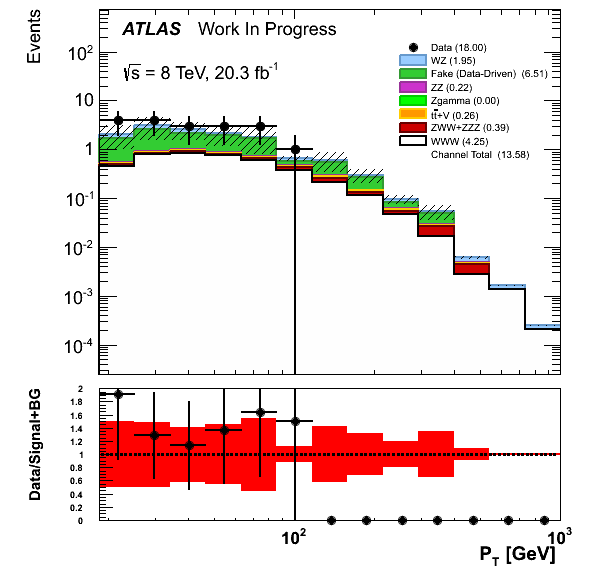 Events
ATLAS Work In Progress
√s = 8 TeV, 20.3 fb⁻¹
Data (18.00)
WZ (1.95)
Fake (Data-Driven) (6.51)
ZZ (0.22)
Zgamma (0.00)
tt̄+V (0.26)
ZWW+ZZZ (0.39)
WWW (4.25)
Channel Total (13.58)
10²
10
1
10⁻¹
10⁻²
10⁻³
10⁻⁴
Data/Signal+BG
2
1.8
1.6
1.4
1.2
1
0.8
0.6
0.4
0.2
0
10² 10³
P_T [GeV]